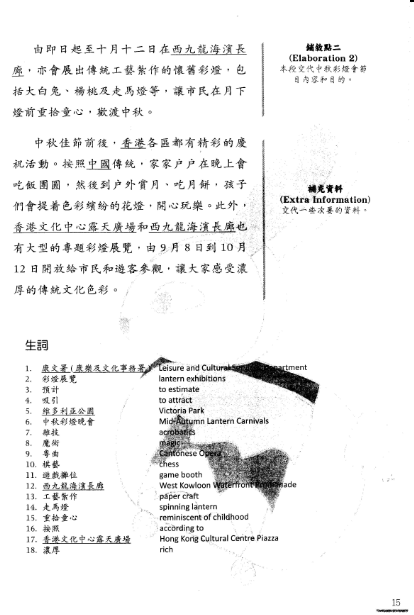 由即日起至十月十二日在西九龍海濱長
廊，亦會展出傳統工藝紮作的懷舊彩燈，包
括大白兔、楊桃及走馬燈等，讓市民在月下
燈前重拾童心，歡渡中秋。
鋪敘點二
(Elaboration 2)
本段交代中秋彩燈會節
目內容和目的。
中秋佳節前後，香港各區都有精彩的慶
祝活動。按照中國傳統，家家戶戶在晚上會
吃飯團圓，然後到戶外賞月、吃月餅，孩子
們會提着色彩繽紛的花燈，開心玩樂。此外，
香港文化中心露天廣場和西九龍海濱長廊也
有大型的專題彩燈展覽，由 9 月 8 日到 10 月
12 日開放給市民和遊客參觀，讓大家感受濃
厚的傳統文化色彩。
補充資料
(Extra Information)
交代一些次要的資料。
生詞
1. 康文署 (康樂及文化事務署) Leisure and Cultural Services Department
2. 彩燈展覽 lantern exhibitions
3. 預計 to estimate
4. 吸引 to attract
5. 維多利亞公園 Victoria Park
6. 中秋彩燈晚會 Mid-Autumn Lantern Carnivals
7. 雜技 acrobatics
8. 魔術 magic
9. 粵曲 Cantonese Opera
10. 棋藝 chess
11. 遊戲攤位 game booth
12. 西九龍海濱長廊 West Kowloon Waterfront Promenade
13. 工藝紮作 paper craft
14. 走馬燈 spinning lantern
15. 重拾童心 reminiscent of childhood
16. 按照 according to
17. 香港文化中心露天廣場 Hong Kong Cultural Centre Piazza
18. 濃厚 rich
15